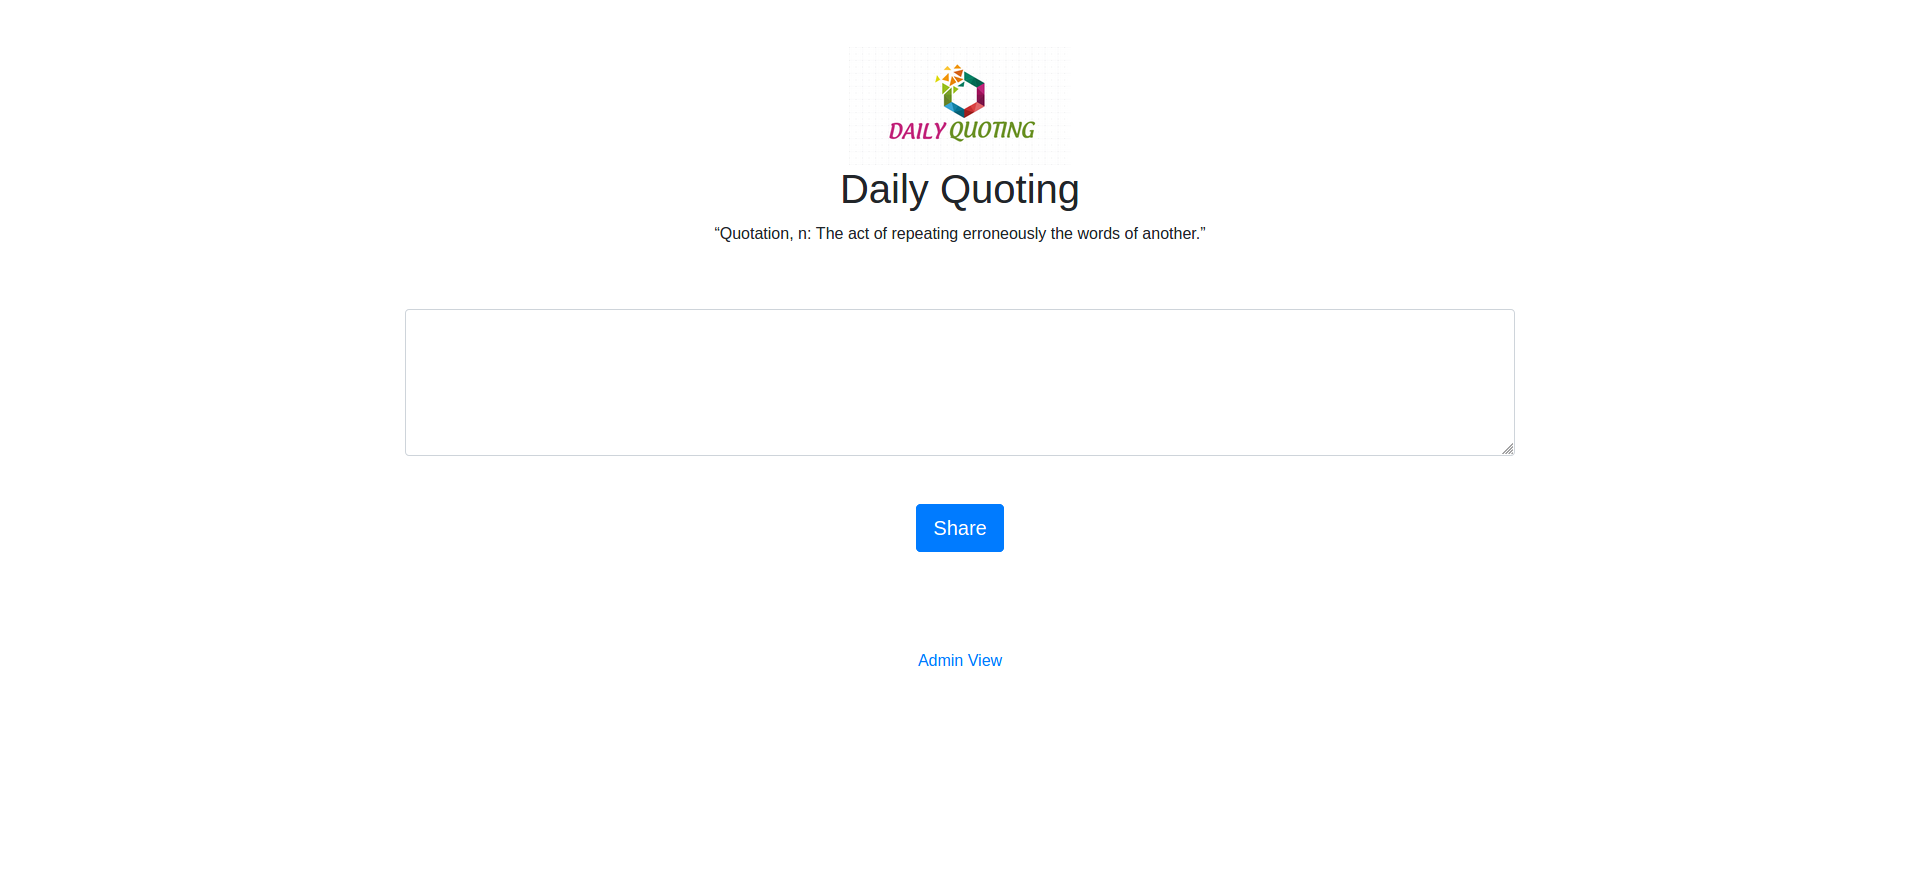 DAILY QUOTING
Daily Quoting
“Quotation, n: The act of repeating erroneously the words of another.”
Share
Admin View